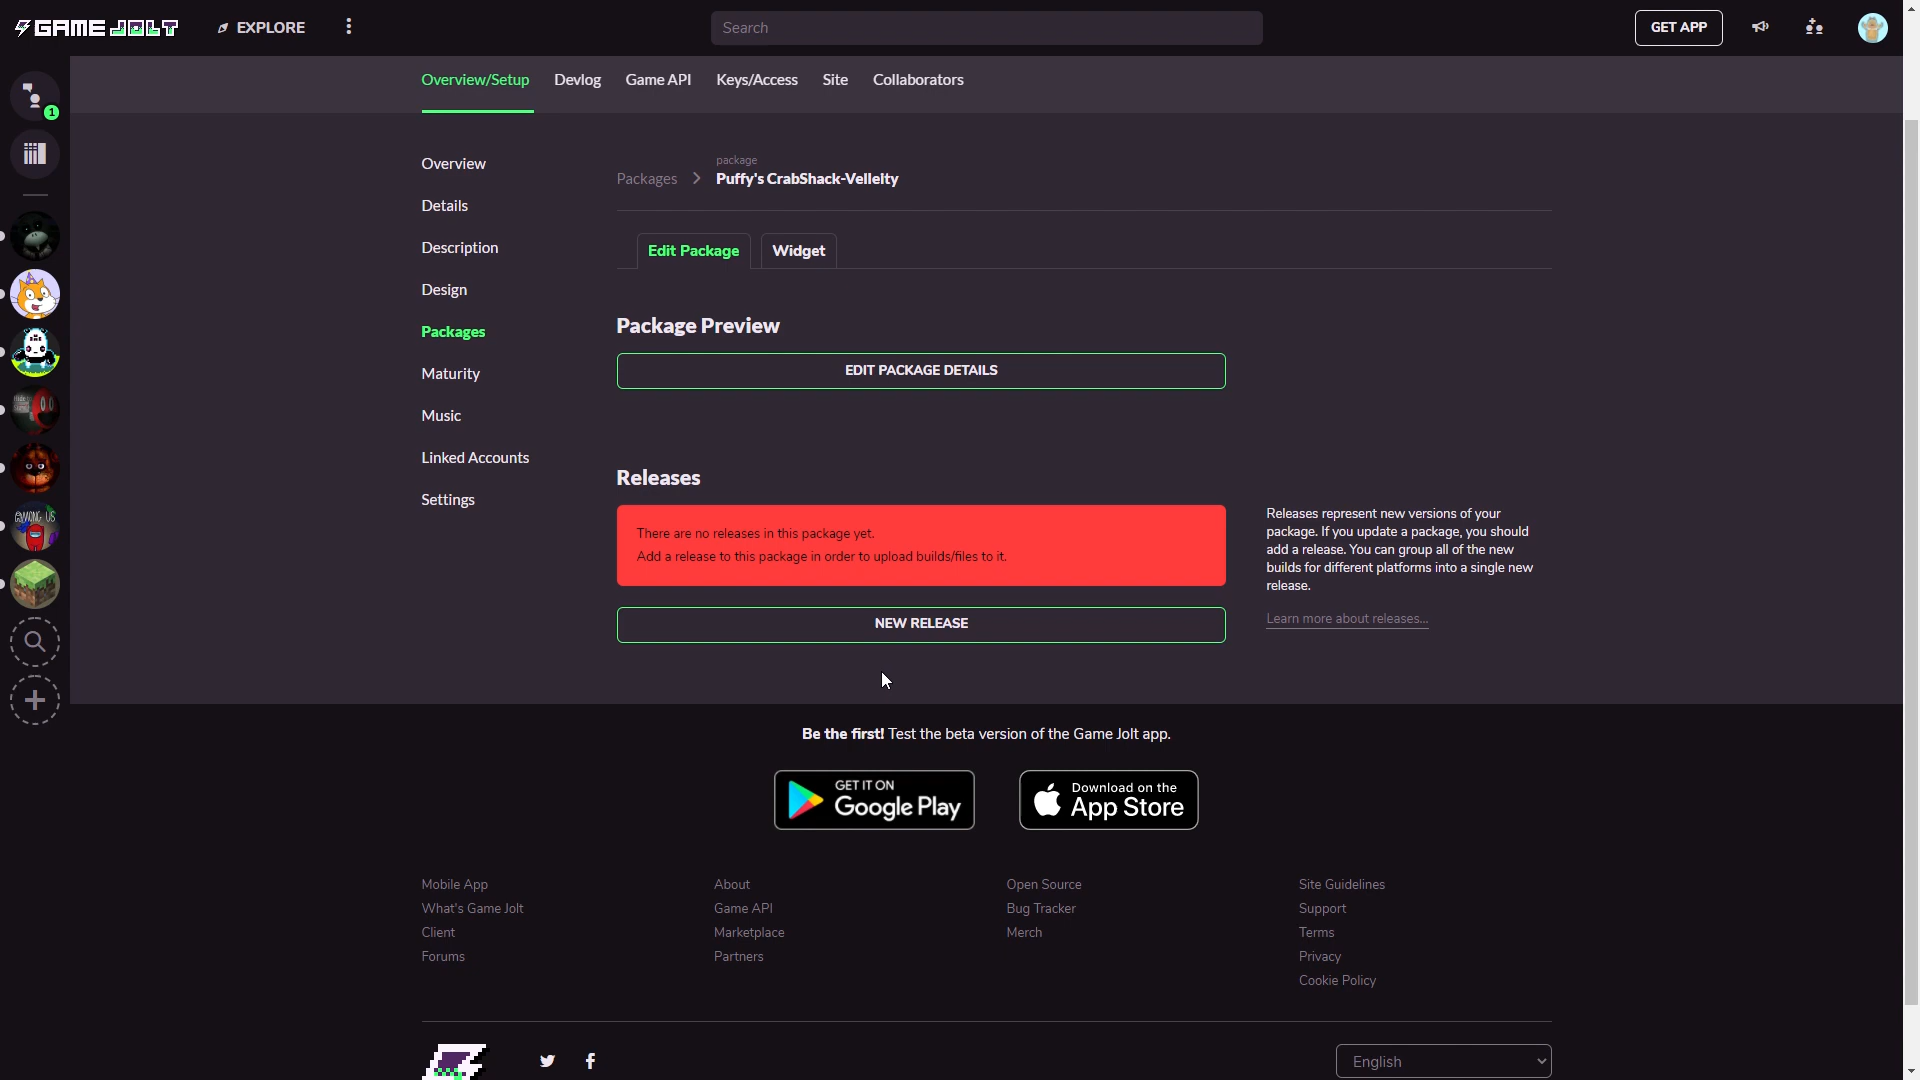 GAME JOLT
EXPLORE
Search
GET APP
Overview/Setup
Devlog
Game API
Keys/Access
Site
Collaborators
1
Overview
Details
Description
Design
Packages
Maturity
Music
Linked Accounts
Settings
package
Packages
Puffy's CrabShack-Vellelty
Edit Package
Widget
Package Preview
EDIT PACKAGE DETAILS
Releases
There are no releases in this package yet.
Add a release to this package in order to upload builds/files to it.
NEW RELEASE
Releases represent new versions of your
package. If you update a package, you should
add a release. You can group all of the new
builds for different platforms into a single new
release.
Learn more about releases...
AMONG US
Be the first! Test the beta version of the Game Jolt app.
GET IT ON
Google Play
Download on the
App Store
Mobile App
What's Game Jolt
Client
Forums
About
Game API
Marketplace
Partners
Open Source
Bug Tracker
Merch
Site Guidelines
Support
Terms
Privacy
Cookie Policy
English